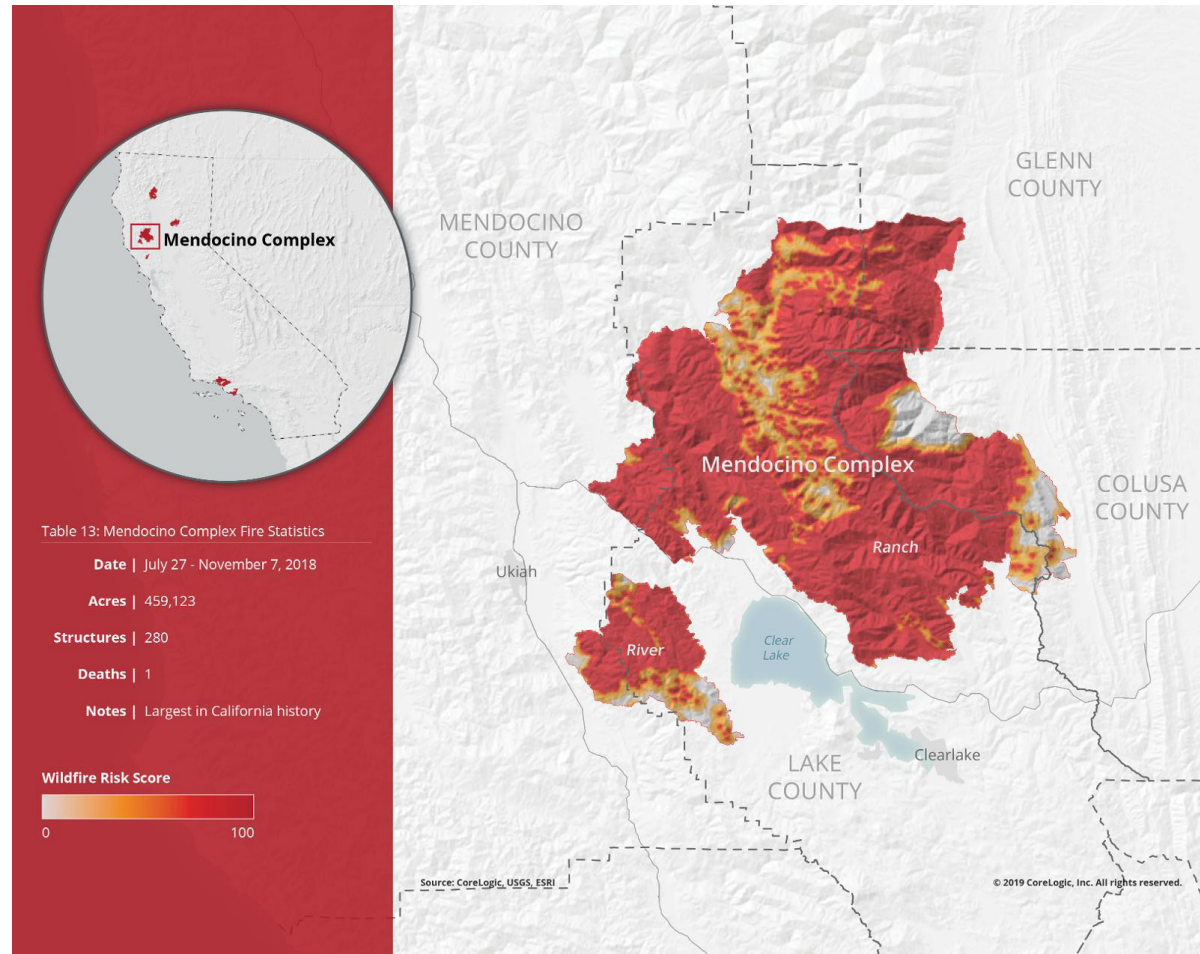 Mendocino Complex
Table 13: Mendocino Complex Fire Statistics
Date | July 27 - November 7, 2018
Acres | 459,123
Structures | 280
Deaths | 1
Notes | Largest in California history
Wildfire Risk Score
0 100
GLENN
COUNTY
MENDOCINO
COUNTY
COLUSA
COUNTY
Mendocino Complex
Ranch
Ukiah
River
Clear
Lake
Clearlake
LAKE
COUNTY
Source: CoreLogic, USGS, ESRI
© 2019 CoreLogic, Inc. All rights reserved.